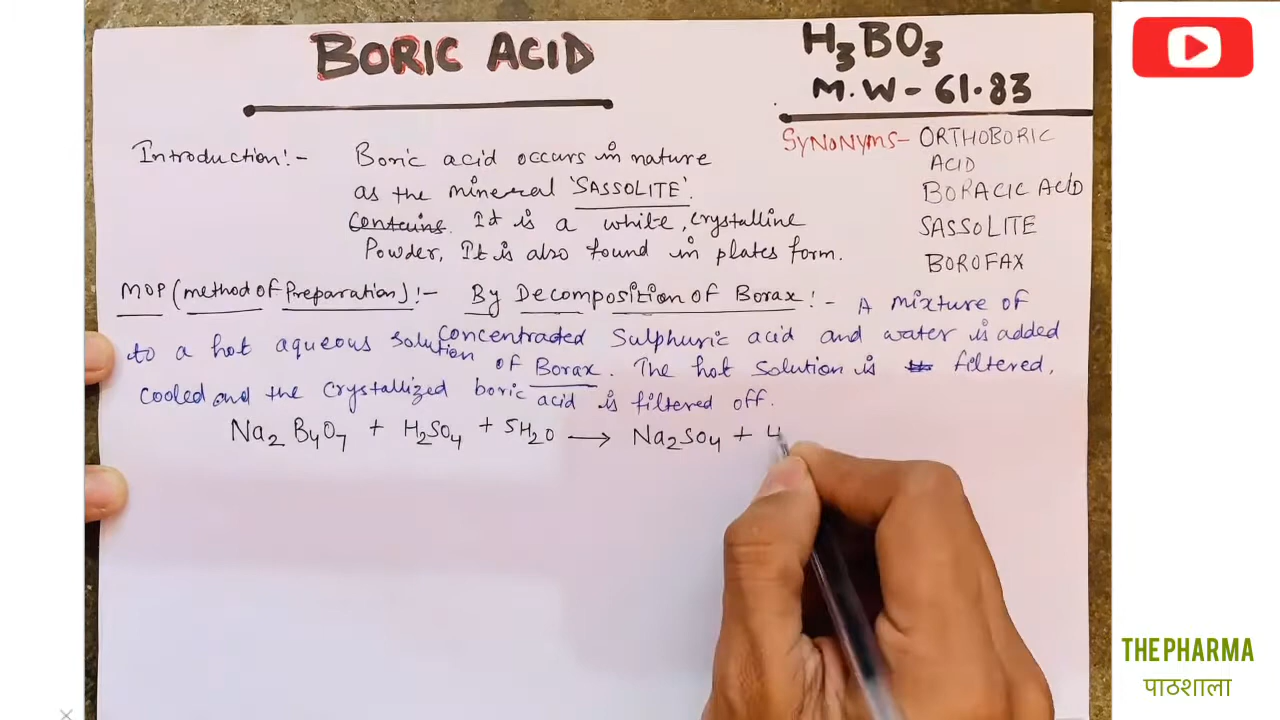 BORIC ACID
H₃BO₃
M.W - 61.83
SYNONYMS- ORTHOBORIC
ACID
BORACIC ACID
SASSOLITE
BOROFAX
Introduction!- Boric acid occurs in nature
as the mineral 'SASSOLITE'.
Contains. It is a white, crystalline
Powder, It is also found in plates form.
MOP (method of Preparation)!- By Decomposition of Borax!- A mixture of
concentraded Sulphuric acid and water is added
to a hot aqueous solution of Borax. The hot solution is filtered,
cooled and the crystallized boric acid is filtered off.
Na₂ B₄O₇ + H₂SO₄ + 5H₂O → Na₂SO₄ + 4
THE PHARMA
पाठशाला